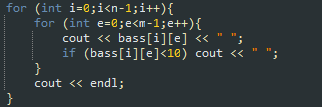 for (int i=0;i<n-1;i++){
for (int e=0;e<m-1;e++){
cout << bass[i][e] << " ";
if (bass[i][e]<10) cout << " ";
}
cout << endl;
}